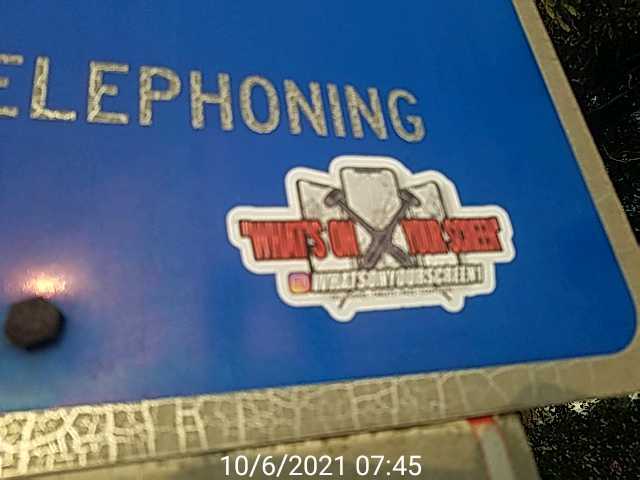 ELEPHONING
"WHAT'S ON YOUR SCREEN"
WHATSONYOURSCREEN1
10/6/2021 07:45